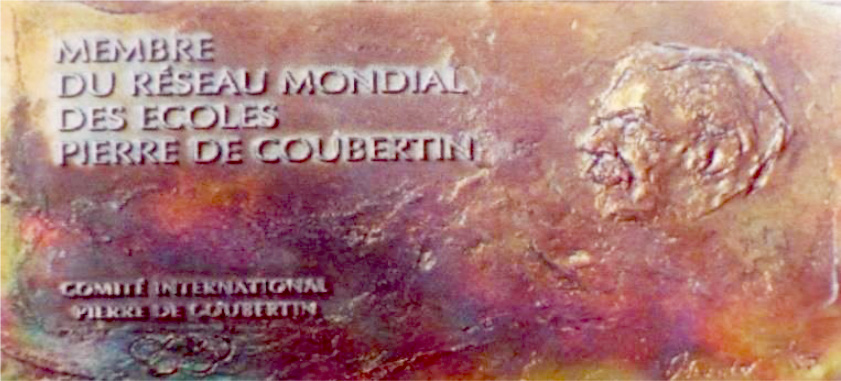 MEMBRE
DU RÉSEAU MONDIAL
DES ECOLES
PIERRE DE COUBERTIN
COMITÉ INTERNATIONAL
PIERRE DE COUBERTIN